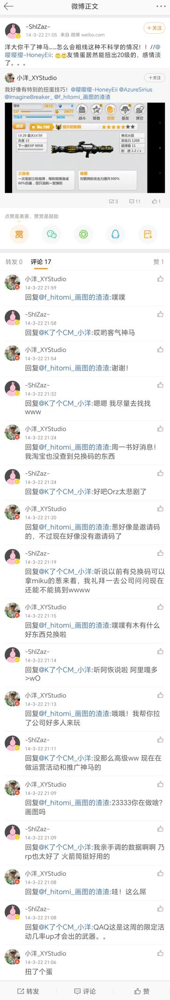 微博正文
-ShIZaz-
+关注
14-3-22 21:05 来自 微博 weibo.com
洋大你干了神马……怎么会粗线这种不科学的情况！！//@
嘤嘤缨-HoneyEii: 友情蛋居然能扭出20级的，感情淡
了。。。
小洋_XYStudio
+关注
我好像有特别的扭蛋技巧！@嘤嘤缨-HoneyEii @AzureSirius
@ImagineBreaker_ @f_hitomi_画图的渣渣
LV.12
EXP
29073
节操点
24/24
战斗
装备
扭蛋
基友
其它
返回
No.198
提尔的断腕
LV.20 最大LV.50
负重 15
下一级EXP 9058
单兵火箭
攻击力 1208
载弹量 11
射 速 1.2 / s
三连击
一次发射三枚炮弹，每枚炮弹造成
60%伤害，但只消耗一发弹药
破盾
对盾牌的攻击力提升300%
3
11
1
点赞是美意，赞赏是鼓励
赏
转发 0
评论 17
赞 1
小洋_XYStudio
14-3-22 21:59
回复@f_hitomi_画图的渣渣:噗噗
-ShIZaz-
14-3-22 21:58
回复@K了个CM_小洋:哎哟客气神马
小洋_XYStudio
14-3-22 21:54
回复@f_hitomi_画图的渣渣:谢谢！
-ShIZaz-
14-3-22 21:32
回复@K了个CM_小洋:嗯嗯 我尽量去找找
www
小洋_XYStudio
14-3-22 21:24
回复@f_hitomi_画图的渣渣:周一书好消息！
我淘宝也没查到兑换码的东西
-ShIZaz-
14-3-22 21:24
回复@K了个CM_小洋:好吧Orz太悲剧了
小洋_XYStudio
14-3-22 21:20
回复@f_hitomi_画图的渣渣:葱好像是邀请码
的，不过现在好像没有邀请码了
-ShIZaz-
14-3-22 21:19
回复@K了个CM_小洋:听说以前有兑换码可以
拿miku的葱来着，我礼拜一去公司问问现在
还能不能搞到wwww
小洋_XYStudio
14-3-22 21:15
回复@f_hitomi_画图的渣渣:噗噗有木有什么
好东西兑换啦
-ShIZaz-
14-3-22 21:14
回复@K了个CM_小洋:听阿恢说啦 阿里嘎多
>wO
小洋_XYStudio
14-3-22 21:13
回复@f_hitomi_画图的渣渣:哦哦！我帮你拉
了公司好多人来玩
-ShIZaz-
14-3-22 21:11
回复@K了个CM_小洋:没那么高级ww 现在在
做运营活动和推广神马的
小洋_XYStudio
14-3-22 21:09
回复@f_hitomi_画图的渣渣:23333你在做啥?
画图吗
-ShIZaz-
14-3-22 21:09
回复@K了个CM_小洋:我亲手调的数据啊啊 乃
rp也太好了 火箭筒挺好用的
小洋_XYStudio
14-3-22 21:08
回复@f_hitomi_画图的渣渣:哇！这么屌
-ShIZaz-
14-3-22 21:08
回复@K了个CM_小洋:QAQ这是这周的限定活
动几率up才会出的武器。。
小洋_XYStudio
14-3-22 21:06
扭了个蛋
转发
评论
赞